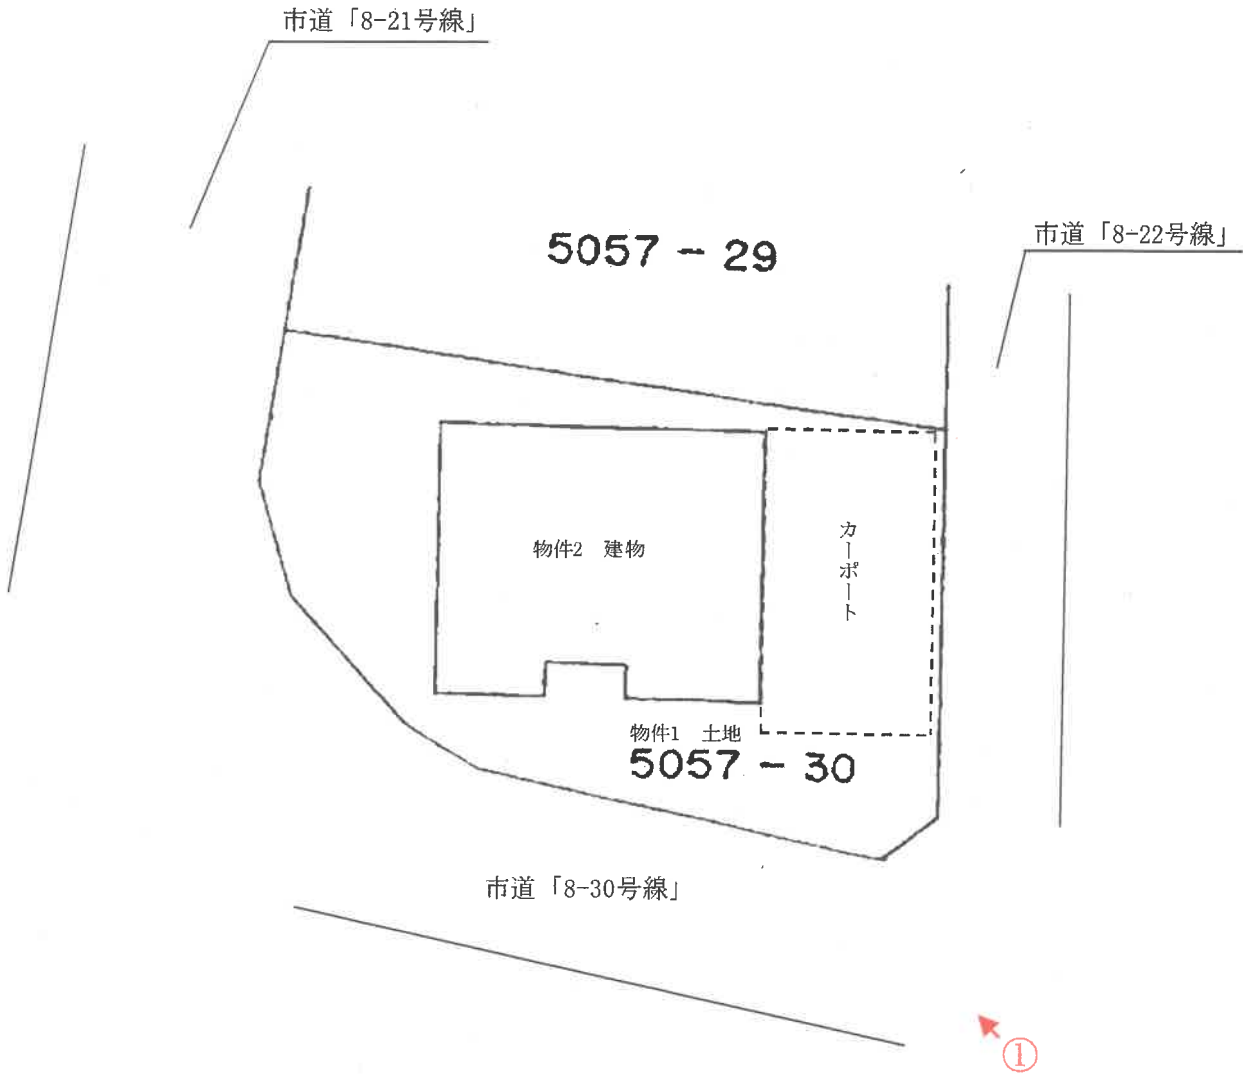 市道「8-21号線」
5057 - 29
市道「8-22号線」
物件2 建物
カーポート
物件1 土地
5057 - 30
市道「8-30号線」
①